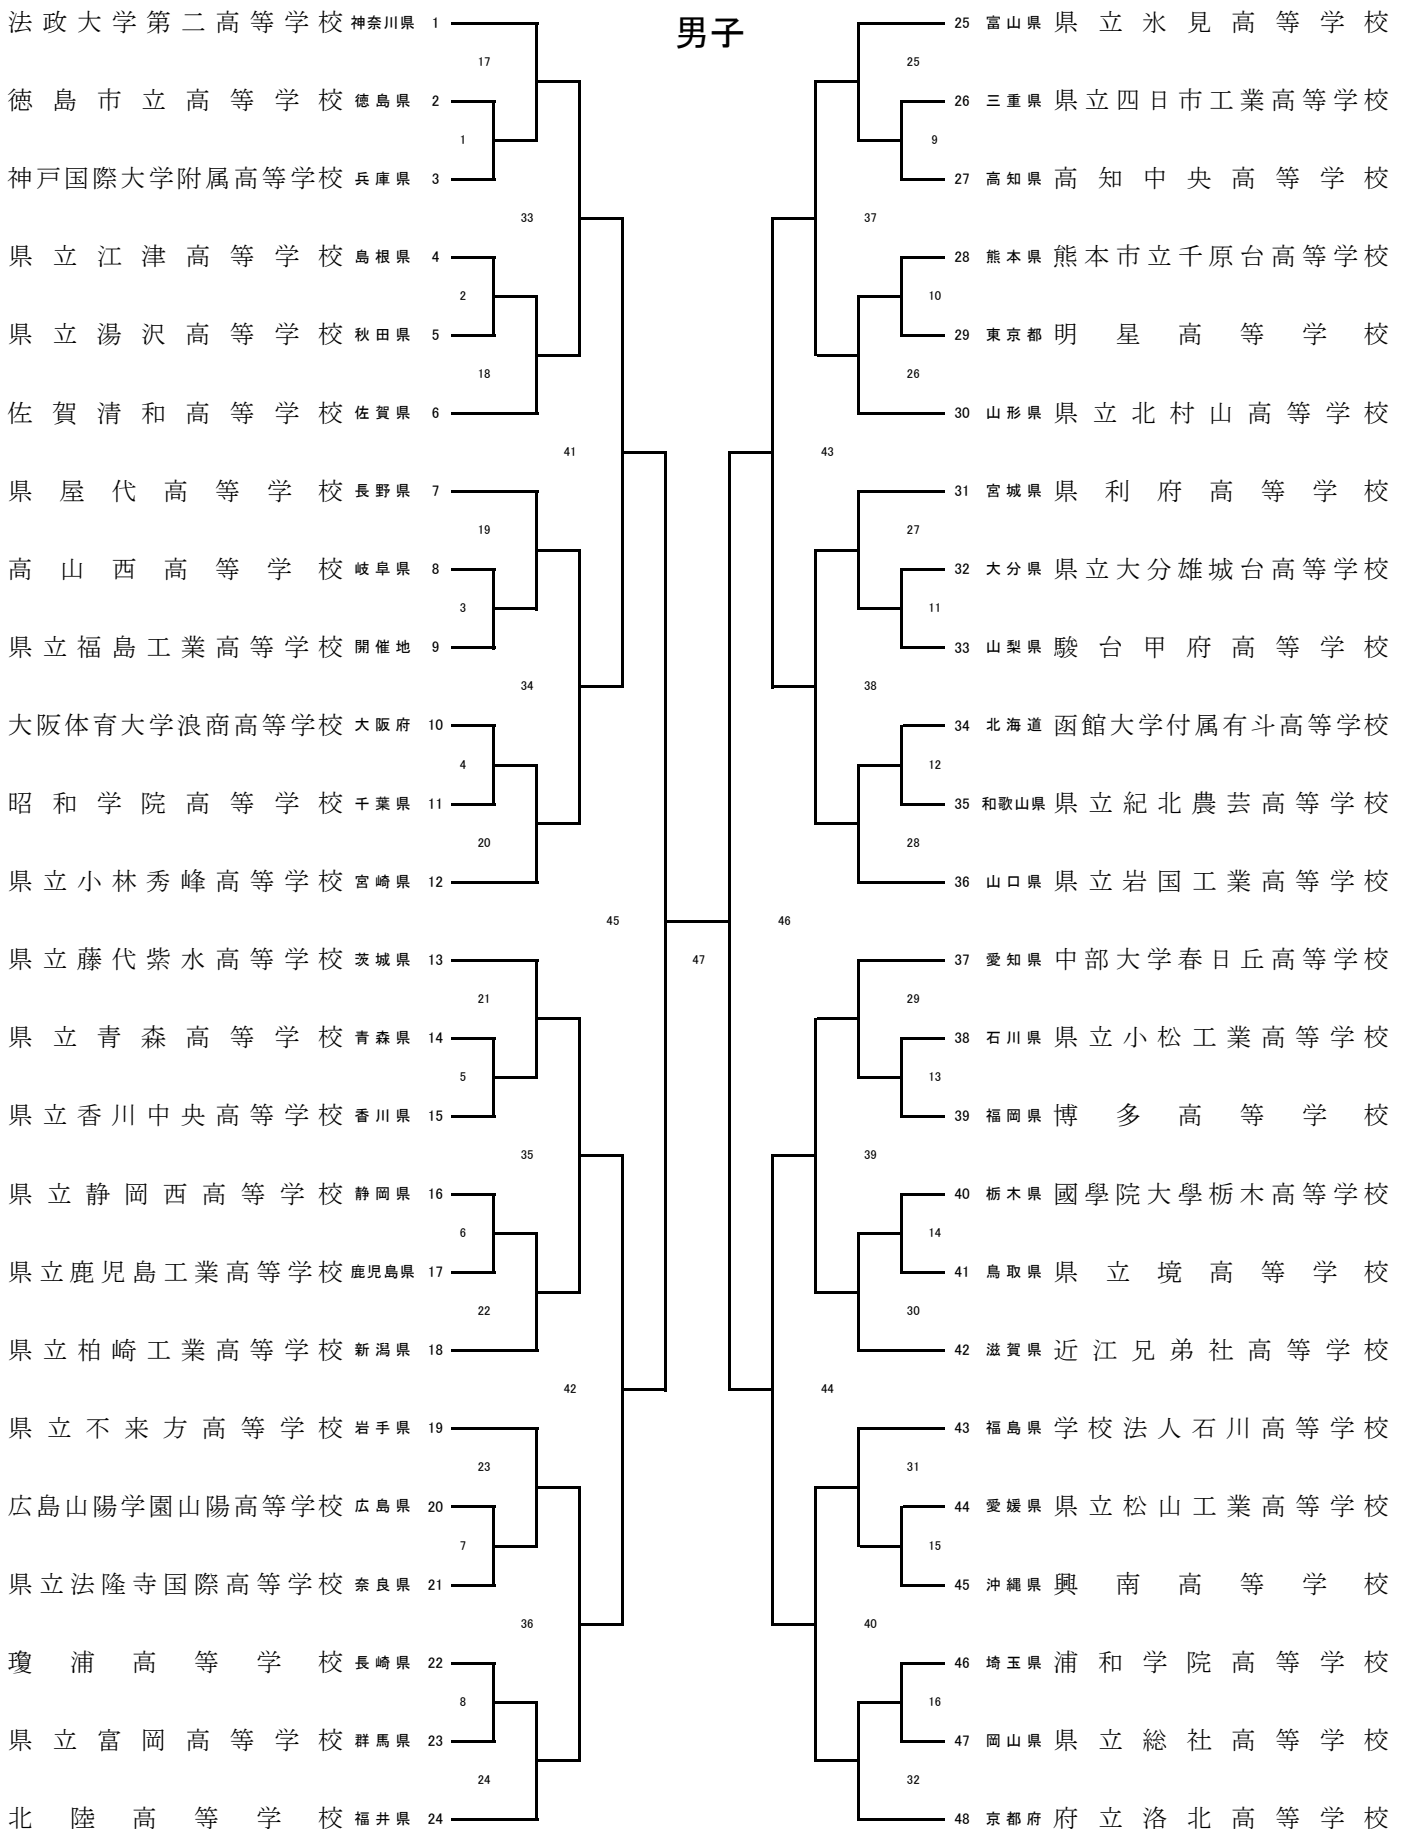 男子
法政大学第二高等学校 神奈川県 1
17
徳島市立高等学校 徳島県 2
1
神戸国際大学附属高等学校 兵庫県 3
33
県立江津高等学校 島根県 4
2
県立湯沢高等学校 秋田県 5
18
佐賀清和高等学校 佐賀県 6
41
県屋代高等学校 長野県 7
19
高山西高等学校 岐阜県 8
3
県立福島工業高等学校 開催地 9
34
大阪体育大学浪商高等学校 大阪府 10
4
昭和学院高等学校 千葉県 11
20
県立小林秀峰高等学校 宮崎県 12
45
県立藤代紫水高等学校 茨城県 13
21
県立青森高等学校 青森県 14
5
県立香川中央高等学校 香川県 15
35
県立静岡西高等学校 静岡県 16
6
県立鹿児島工業高等学校 鹿児島県 17
22
県立柏崎工業高等学校 新潟県 18
42
県立不来方高等学校 岩手県 19
23
広島山陽学園山陽高等学校 広島県 20
7
県立法隆寺国際高等学校 奈良県 21
36
瓊浦高等学校 長崎県 22
8
県立富岡高等学校 群馬県 23
24
北陸高等学校 福井県 24
47
25 富山県 県立氷見高等学校
25
26 三重県 県立四日市工業高等学校
9
27 高知県 高知中央高等学校
37
28 熊本県 熊本市立千原台高等学校
10
29 東京都 明星高等学校
26
30 山形県 県立北村山高等学校
43
31 宮城県 県利府高等学校
27
32 大分県 県立大分雄城台高等学校
11
33 山梨県 駿台甲府高等学校
38
34 北海道 函館大学付属有斗高等学校
12
35 和歌山県 県立紀北農芸高等学校
28
36 山口県 県立岩国工業高等学校
46
37 愛知県 中部大学春日丘高等学校
29
38 石川県 県立小松工業高等学校
13
39 福岡県 博多高等学校
39
40 栃木県 國學院大學栃木高等学校
14
41 鳥取県 県立境高等学校
30
42 滋賀県 近江兄弟社高等学校
44
43 福島県 学校法人石川高等学校
31
44 愛媛県 県立松山工業高等学校
15
45 沖縄県 興南高等学校
40
46 埼玉県 浦和学院高等学校
16
47 岡山県 県立総社高等学校
32
48 京都府 府立洛北高等学校